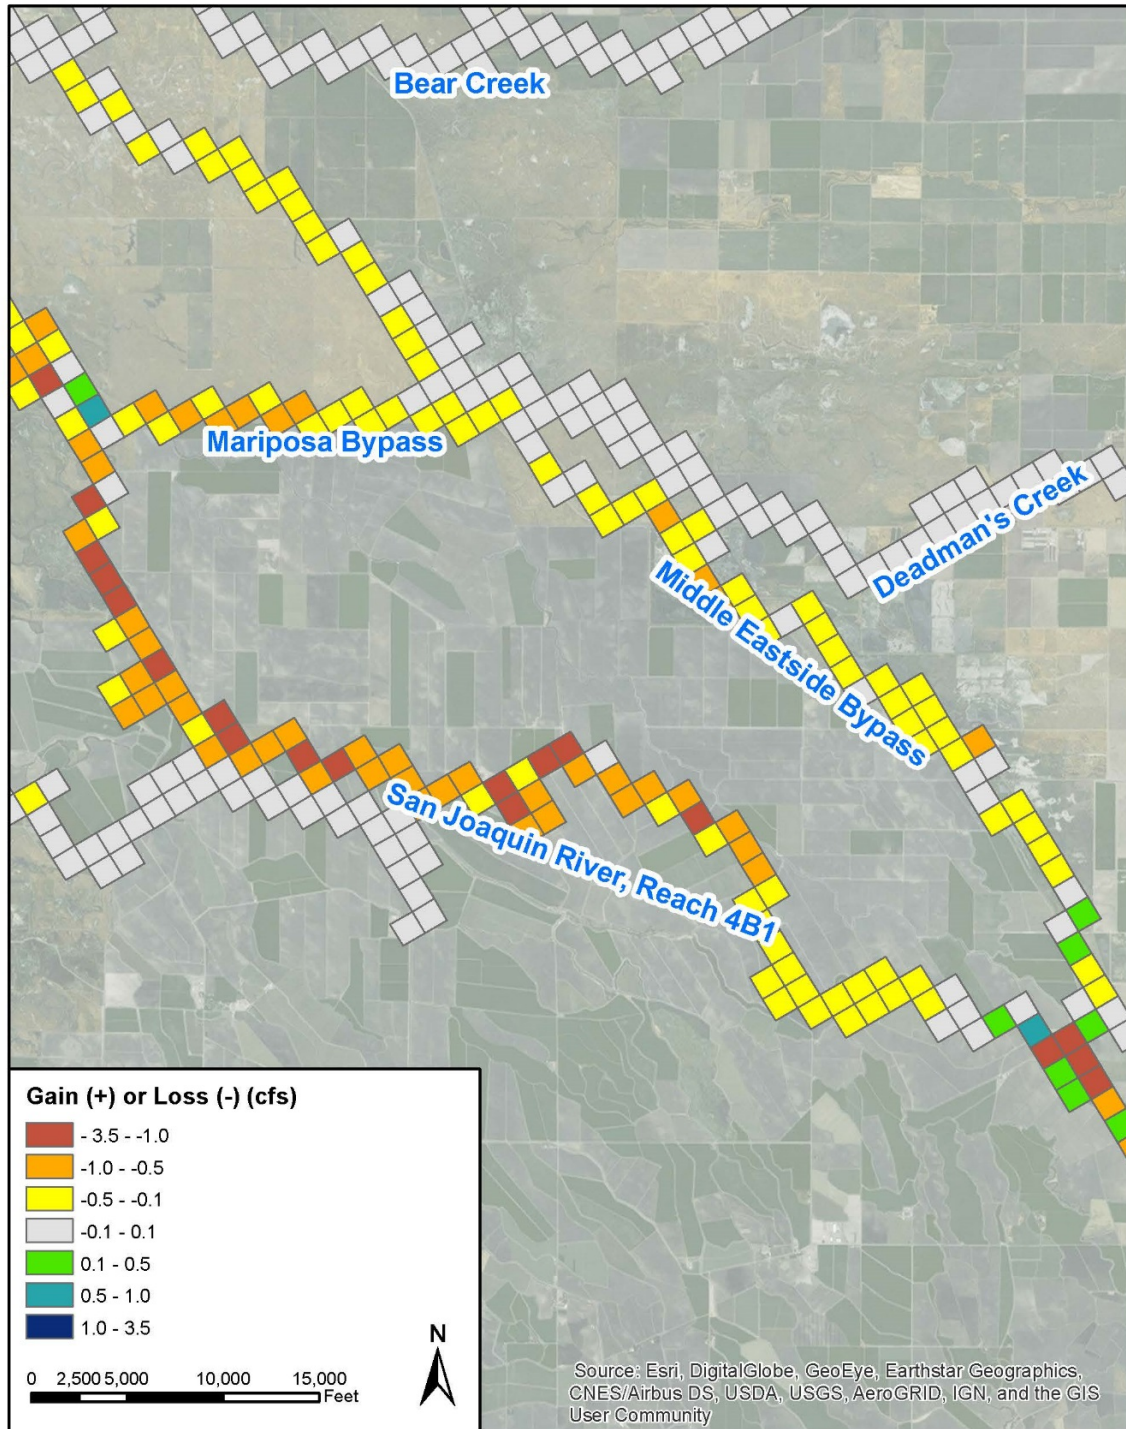 Bear Creek
Mariposa Bypass
Deadman's Creek
Middle Eastside Bypass
San Joaquin River, Reach 4B1
Gain (+) or Loss (-) (cfs)
- 3.5 - -1.0
-1.0 - -0.5
-0.5 - -0.1
-0.1 - 0.1
0.1 - 0.5
0.5 - 1.0
1.0 - 3.5
N
0 2,500 5,000 10,000 15,000
Feet
Source: Esri, DigitalGlobe, GeoEye, Earthstar Geographics,
CNES/Airbus DS, USDA, USGS, AeroGRID, IGN, and the GIS
User Community